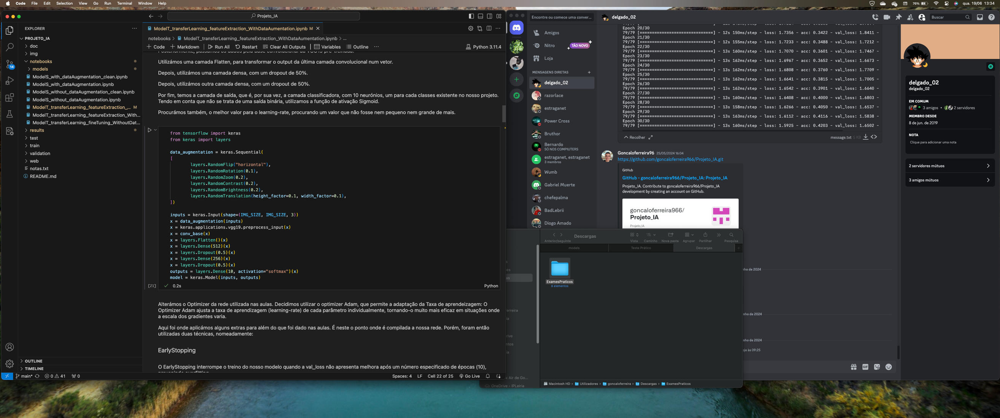 Code File Edit Selection View Go Run Terminal Window Help
76% qua. 19/06 13:34
Projeto_IA
EXPLORER
PROJETO_IA
doc
img
notebooks
models
ModelS_with_dataAugmentation_clean.ipynb
ModelS_with_dataAugmentation.ipynb
ModelS_without_dataAugmentation_clean.ipynb
ModelS_without_dataAugmentation.ipynb
ModelT_transferLearning_featureExtraction_... M
ModelT_transferLearning_featureExtraction_With...
ModelT_transferLearning_fineTuning_WithoutDat...
results
test
train
validation
web
notas.txt
README.md
14
OUTLINE
TIMELINE
main* 0 41 0
ModelT_transferLearning_featureExtraction_WithDataAumentation.ipynb M
notebooks > ModelT_transferLearning_featureExtraction_WithDataAumentation.ipynb > ...
Code Markdown Run All Restart Clear All Outputs Variables Outline ... Python 3.11.4
Posteriormente, passámos os dados pela base convolucional da VGG19 pré-treinada.
Utilizámos uma camada Flatten, para transformar o output da última camada convolucional num vetor.
Depois, utilizámos uma camada densa, com um dropout de 50%.
Depois, utilizámos outra camada densa, com um dropout de 50%.
Por fim, temos a camada de saída, que é, por sua vez, a camada classificadora, com 10 neurónios, um para cada classes existente no nosso projeto.
Tendo em conta que não se trata de uma saída binária, utilizamos a função de ativação Sigmoid.
Procurámos também, o melhor valor para o learning-rate, procurando um valor que não fosse nem pequeno nem grande de mais.
from tensorflow import keras
from keras import layers
data_augmentation = keras.Sequential(
[
layers.RandomFlip("horizontal"),
layers.RandomRotation(0.1),
layers.RandomZoom(0.2),
layers.RandomContrast(0.2),
layers.RandomBrightness(0.2),
layers.RandomTranslation(height_factor=0.1, width_factor=0.1),
])
inputs = keras.Input(shape=(IMG_SIZE, IMG_SIZE, 3))
x = data_augmentation(inputs)
x = keras.applications.vgg19.preprocess_input(x)
x = conv_base(x)
x = layers.Flatten()(x)
x = layers.Dense(512)(x)
x = layers.Dropout(0.5)(x)
x = layers.Dense(256)(x)
x = layers.Dropout(0.5)(x)
outputs = layers.Dense(10, activation="softmax")(x)
model = keras.Model(inputs, outputs)
[21] 0.2s Python
Alterámos o Optimizer da rede utilizada nas aulas. Decidimos utilizar o optimizer Adam, que permite a adaptação da Taxa de aprendeizagem: O
Optimizer Adam ajusta a taxa de aprendizagem (learning-rate) de cada parâmetro individualmente, tornando-o muito mais eficaz em situações onde
a escala dos gradientes varia.
Aqui foi onde aplicámos alguns extras para além do que foi dado nas aulas. É neste o ponto onde é compilada a nossa rede. Porém, foram então
utilizadas duas técnicas, nomeadamente:
EarlyStopping
O EarlyStopping interrompe o treino do nosso modelo quando a val_loss não apresenta melhora após um número especificado de épocas (10),
Spaces: 4 LF Cell 22 of 25 Go Live
Encontre ou comece uma conver...
Amigos
Nitro TÃO NOVO
Loja
MENSAGENS DIRETAS +
delgado_02
razorlace
estraganet
Power Cross
Bruthor
Bernardo
SÓ NOS COMPIUTERS
estraganet, estraganet
3 membros
Wumb
Gabriel Muerte
chefepalma
BadLebrii
Diogo Amado
delgado_02
Buscar
Epoch 20/30
79/79 [==============================] - 12s 150ms/step - loss: 1.7356 - acc: 0.3422 - val_loss: 1.8411 -
Epoch 21/30
79/79 [==============================] - 12s 155ms/step - loss: 1.7233 - acc: 0.3488 - val_loss: 1.7212 -
Epoch 22/30
79/79 [==============================] - 13s 160ms/step - loss: 1.7070 - acc: 0.3601 - val_loss: 1.7467 -
Epoch 23/30
79/79 [==============================] - 13s 162ms/step - loss: 1.6967 - acc: 0.3652 - val_loss: 1.6673 -
Epoch 24/30
79/79 [==============================] - 13s 162ms/step - loss: 1.6808 - acc: 0.3760 - val_loss: 1.7709 -
Epoch 25/30
79/79 [==============================] - 13s 162ms/step - loss: 1.6641 - acc: 0.3815 - val_loss: 1.7005 -
Epoch 26/30
79/79 [==============================] - 13s 162ms/step - loss: 1.6542 - acc: 0.3901 - val_loss: 1.6640 -
Epoch 27/30
79/79 [==============================] - 13s 160ms/step - loss: 1.6408 - acc: 0.4000 - val_loss: 1.6803 -
Epoch 28/30
79/79 [==============================] - 13s 158ms/step - loss: 1.6266 - acc: 0.4050 - val_loss: 1.6537 -
Epoch 29/30
79/79 [==============================] - 13s 163ms/step - loss: 1.6112 - acc: 0.4116 - val_loss: 1.5838 -
Epoch 30/30
79/79 [==============================] - 13s 160ms/step - loss: 1.5925 - acc: 0.4203 - val_loss: 1.6502 -
Recolher message.txt 5 KB
Goncaloferreira96 25/05/2024 16:04
https://github.com/goncaloferreira966/Projeto_IA.git
GitHub
GitHub - goncaloferreira966/Projeto_IA: Projeto_IA
Projeto_IA. Contribute to goncaloferreira966/Projeto_IA
development by creating an account on GitHub.
goncaloferreira966/
Projeto_IA
Projeto_IA
nho de 2024
nho de 2024
nho de 2024
oje às 09:25
GIF
delgado_02
delgado_02
EM COMUM
3 amigos • 2 servidores
MEMBRO DESDE
8 de jun. de 2019
NOTA
Clique para adicionar uma nota
2 servidores mútuos
3 amigos mútuos
Descargas
Anterior/seguinte Vista Caminho Nova pasta Agrupar Partilhar Pesquisa
models Teste Prático Descargas
s
es
as
erreira
ia
rive
ntos
ia
k Air de Go...
OneDrive - IPLeiria
ExamesPraticos
8 elementos
Macintosh HD > Utilizadores > goncaloferreira > Descargas > ExamesPraticos